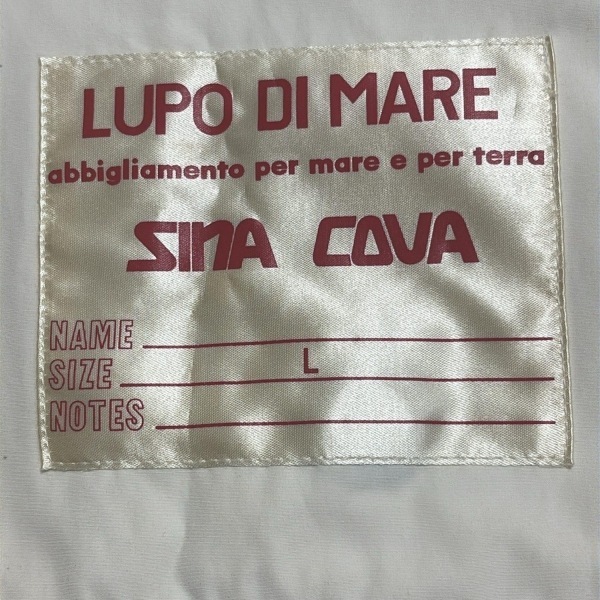 LUPO DI MARE
abbigliamento per mare e per terra
SINA COVA
NAME
SIZE L
NOTES